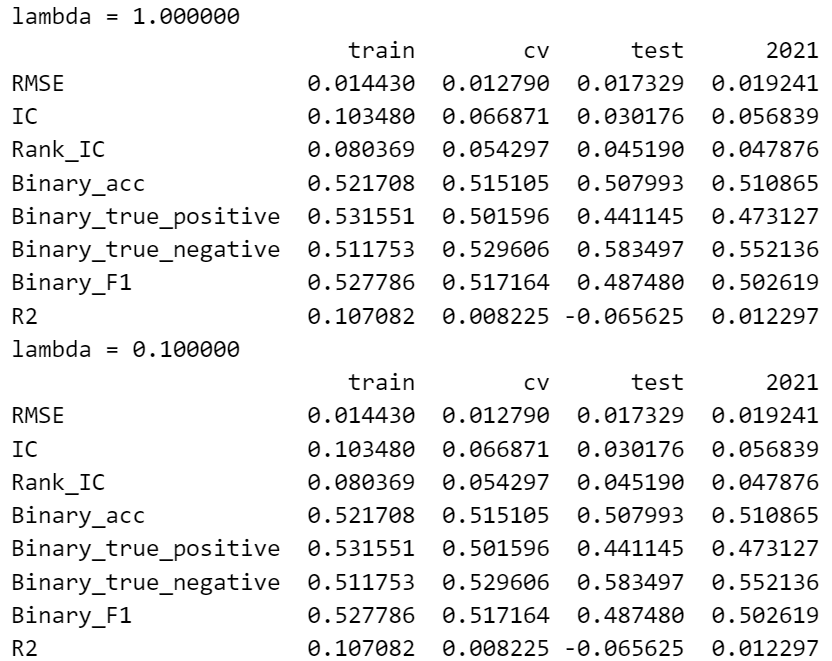 lambda = 1.000000
train cv test 2021
RMSE 0.014430 0.012790 0.017329 0.019241
IC 0.103480 0.066871 0.030176 0.056839
Rank_IC 0.080369 0.054297 0.045190 0.047876
Binary_acc 0.521708 0.515105 0.507993 0.510865
Binary_true_positive 0.531551 0.501596 0.441145 0.473127
Binary_true_negative 0.511753 0.529606 0.583497 0.552136
Binary_F1 0.527786 0.517164 0.487480 0.502619
R2 0.107082 0.008225 -0.065625 0.012297
lambda = 0.100000
train cv test 2021
RMSE 0.014430 0.012790 0.017329 0.019241
IC 0.103480 0.066871 0.030176 0.056839
Rank_IC 0.080369 0.054297 0.045190 0.047876
Binary_acc 0.521708 0.515105 0.507993 0.510865
Binary_true_positive 0.531551 0.501596 0.441145 0.473127
Binary_true_negative 0.511753 0.529606 0.583497 0.552136
Binary_F1 0.527786 0.517164 0.487480 0.502619
R2 0.107082 0.008225 -0.065625 0.012297